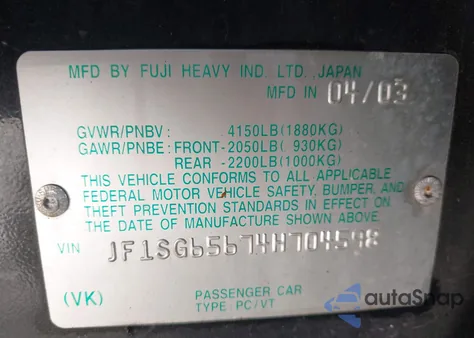 MFD BY FUJI HEAVY IND. LTD. JAPAN
MFD IN 04/03
GVWR/PNBV : 4150LB(1880KG)
GAWR/PNBE : FRONT-2050LB( 930KG)
REAR -2200LB(1000KG)
THIS VEHICLE CONFORMS TO ALL APPLICABLE
FEDERAL MOTOR VEHICLE SAFETY, BUMPER, AND
THEFT PREVENTION STANDARDS IN EFFECT ON
THE DATE OF MANUFACTURE SHOWN ABOVE.
VIN JF1SG65674H704598
(VK) PASSENGER CAR
TYPE: PC/VT
autoSnap